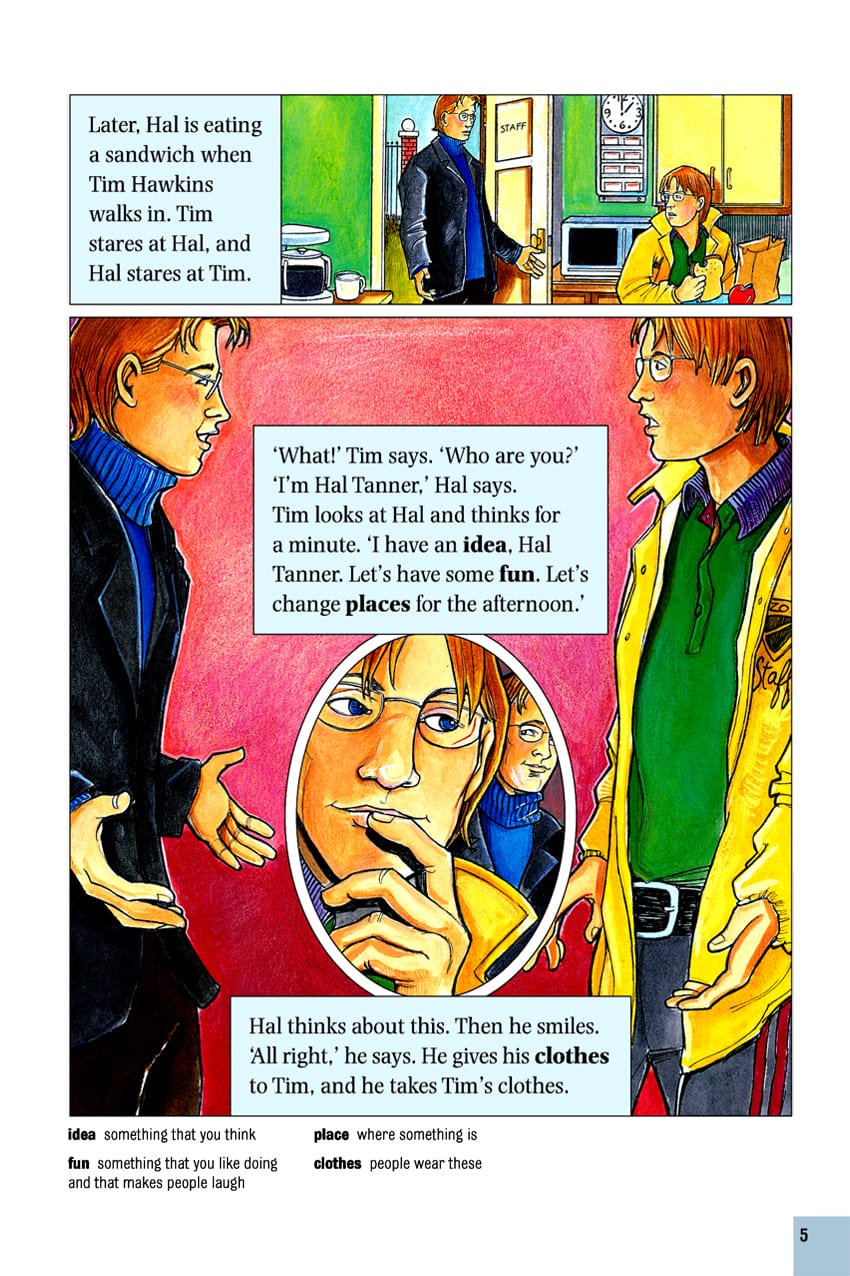 Later, Hal is eating
a sandwich when
Tim Hawkins
walks in. Tim
stares at Hal, and
Hal stares at Tim.
STAFF
‘What!’ Tim says. ‘Who are you?’
‘I’m Hal Tanner,’ Hal says.
Tim looks at Hal and thinks for
a minute. ‘I have an idea, Hal
Tanner. Let’s have some fun. Let’s
change places for the afternoon.’
ZO
Staff
Hal thinks about this. Then he smiles.
‘All right,’ he says. He gives his clothes
to Tim, and he takes Tim’s clothes.
idea something that you think
fun something that you like doing
and that makes people laugh
place where something is
clothes people wear these
5